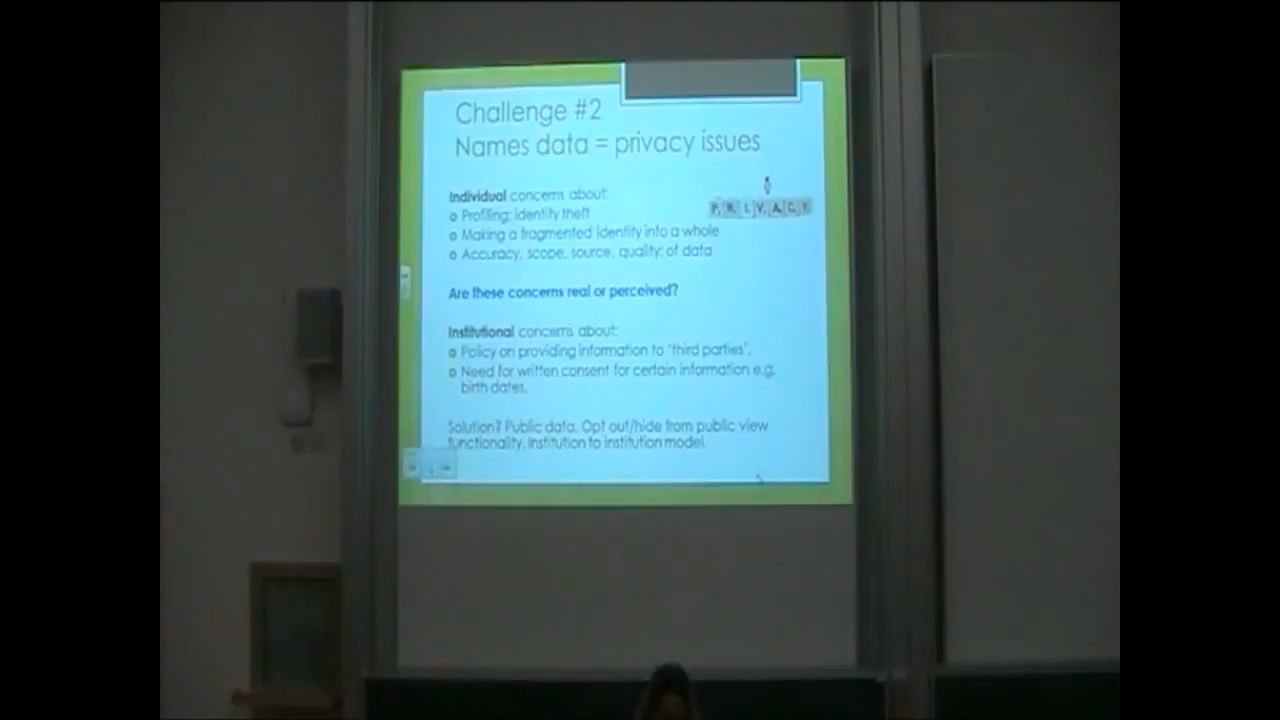 Challenge #2
Names data = privacy issues
P R I V A C Y
Individual concerns about:
o Profiling; identity theft
o Making a fragmented identity into a whole
o Accuracy, scope, source, quality; of data
Are these concerns real or perceived?
Institutional concerns about:
o Policy on providing information to 'third parties'.
o Need for written consent for certain information e.g.
birth dates.
Solution? Public data. Opt out/hide from public view
functionality. Institution to institution model.